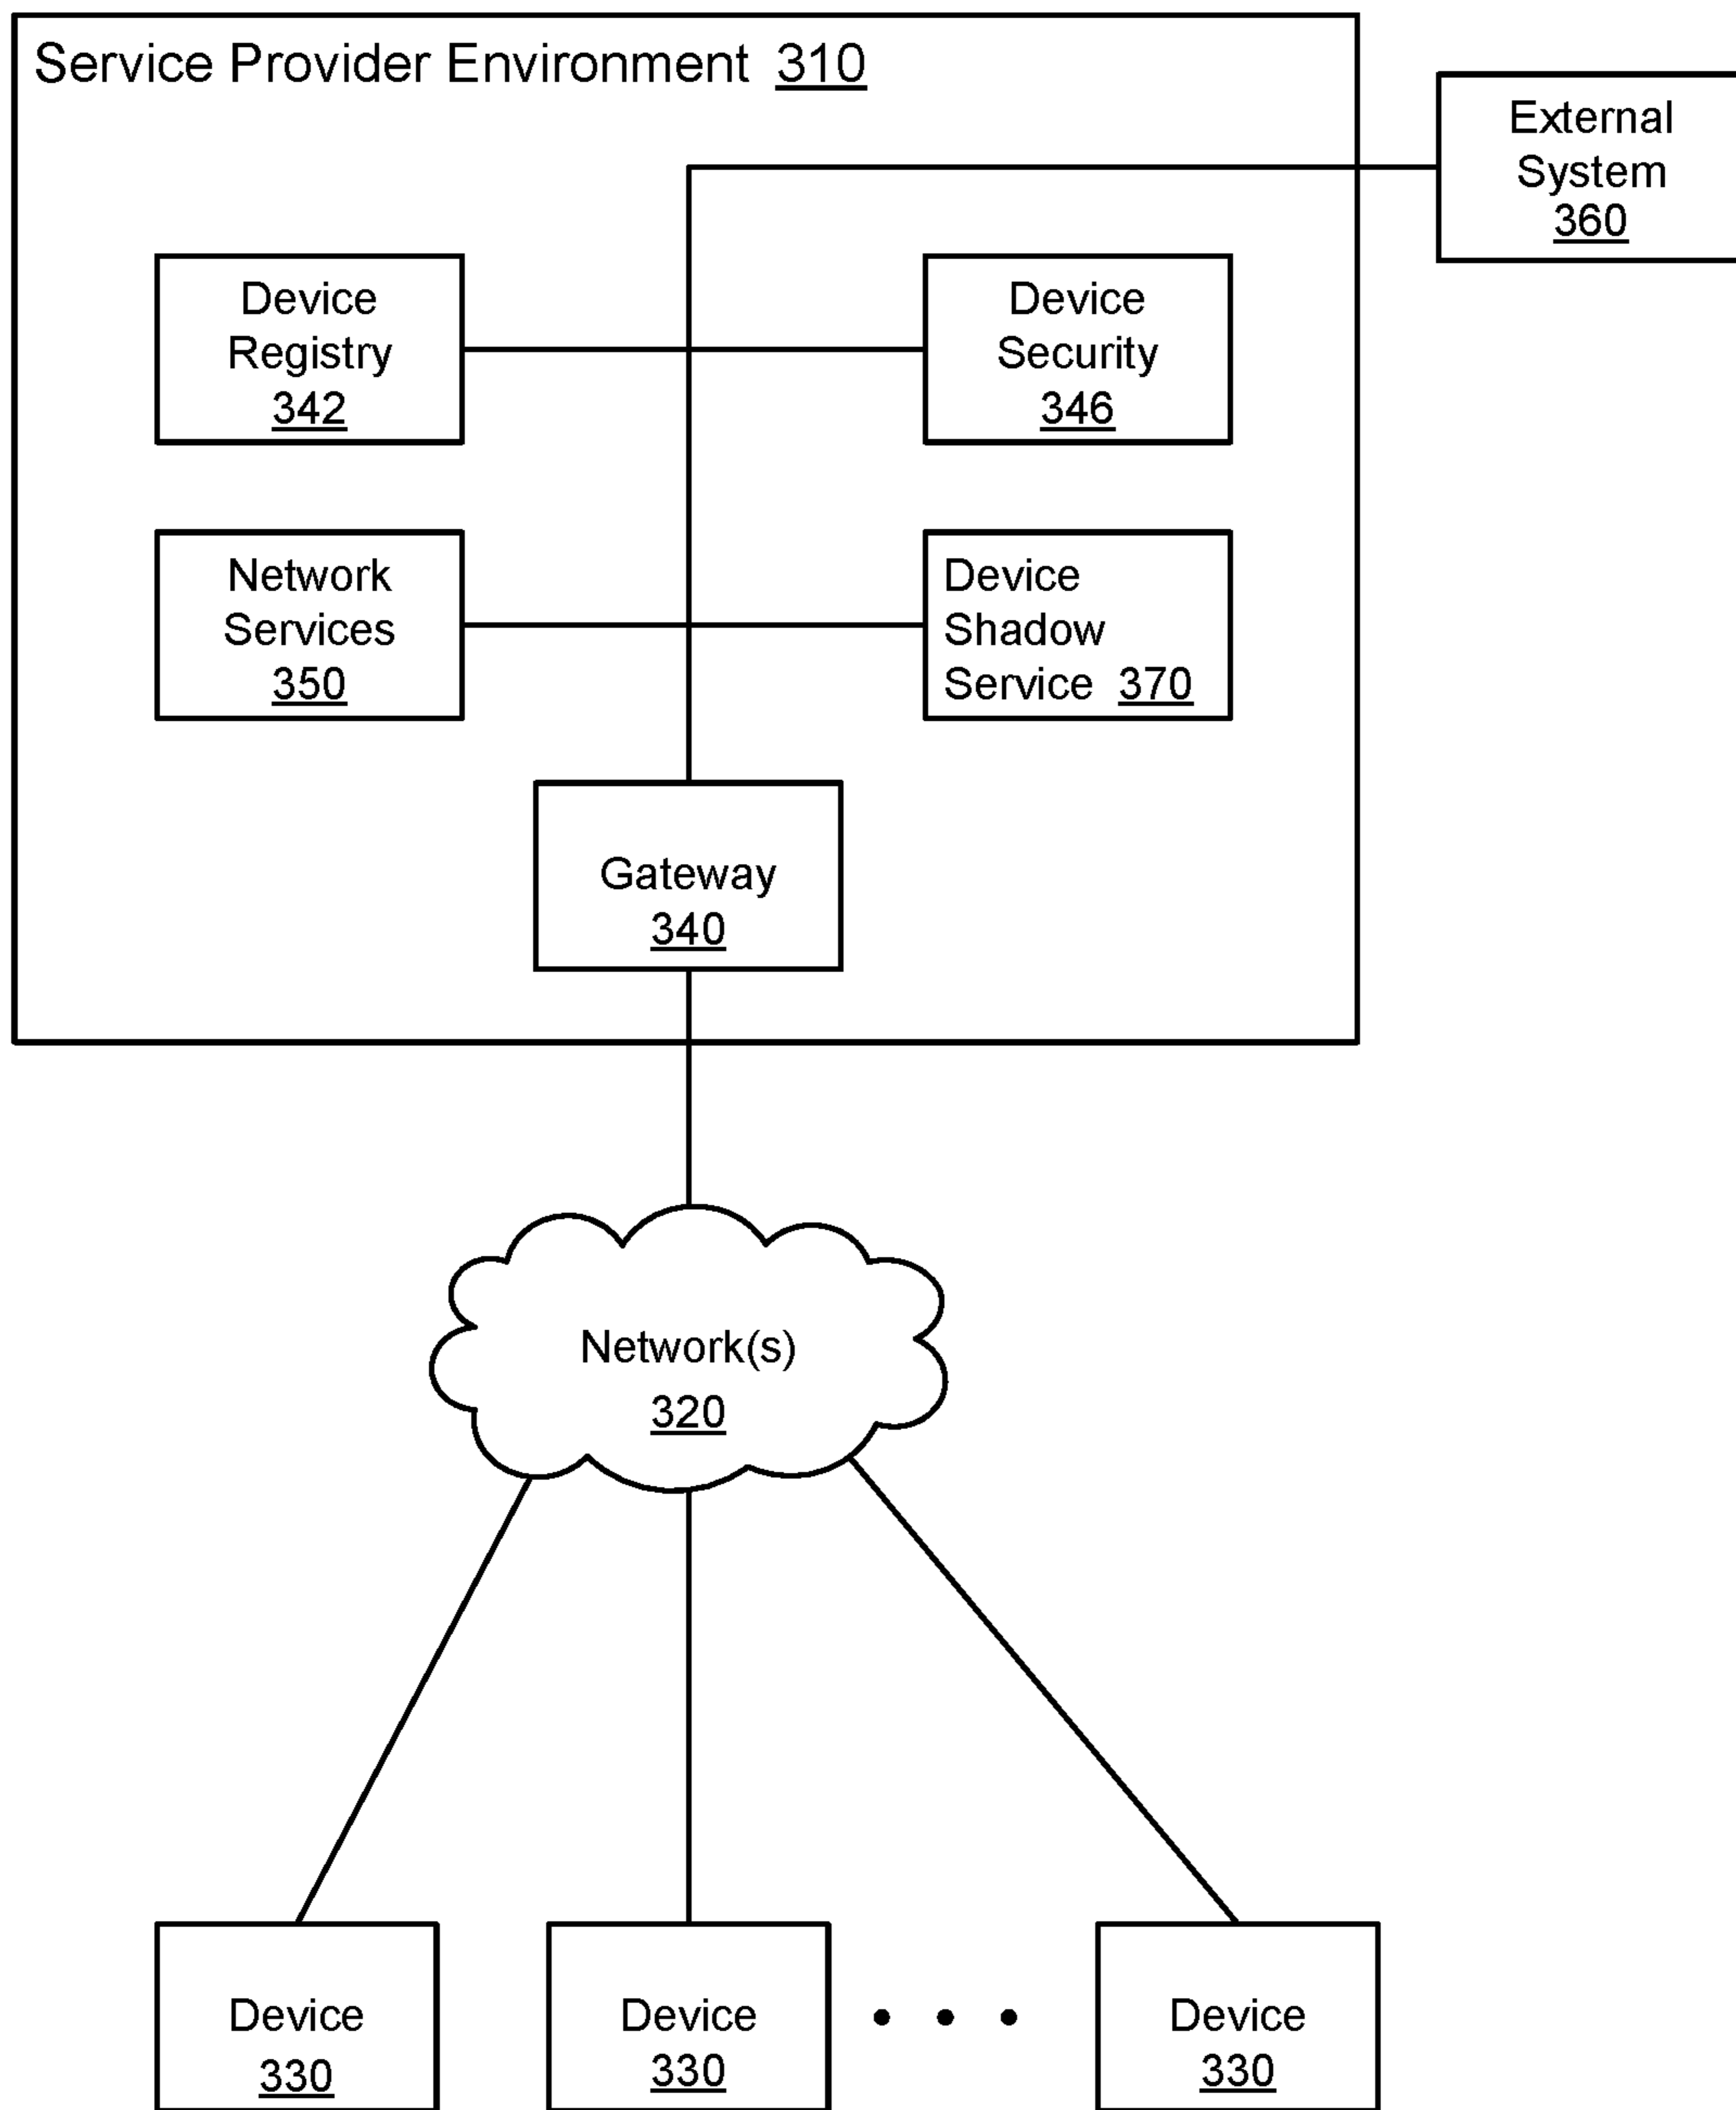 Service Provider Environment 310
External
System
360
Device
Registry
342
Device
Security
346
Network
Services
350
Device
Shadow
Service 370
Gateway
340
Network(s)
320
Device
330
Device
330
Device
330